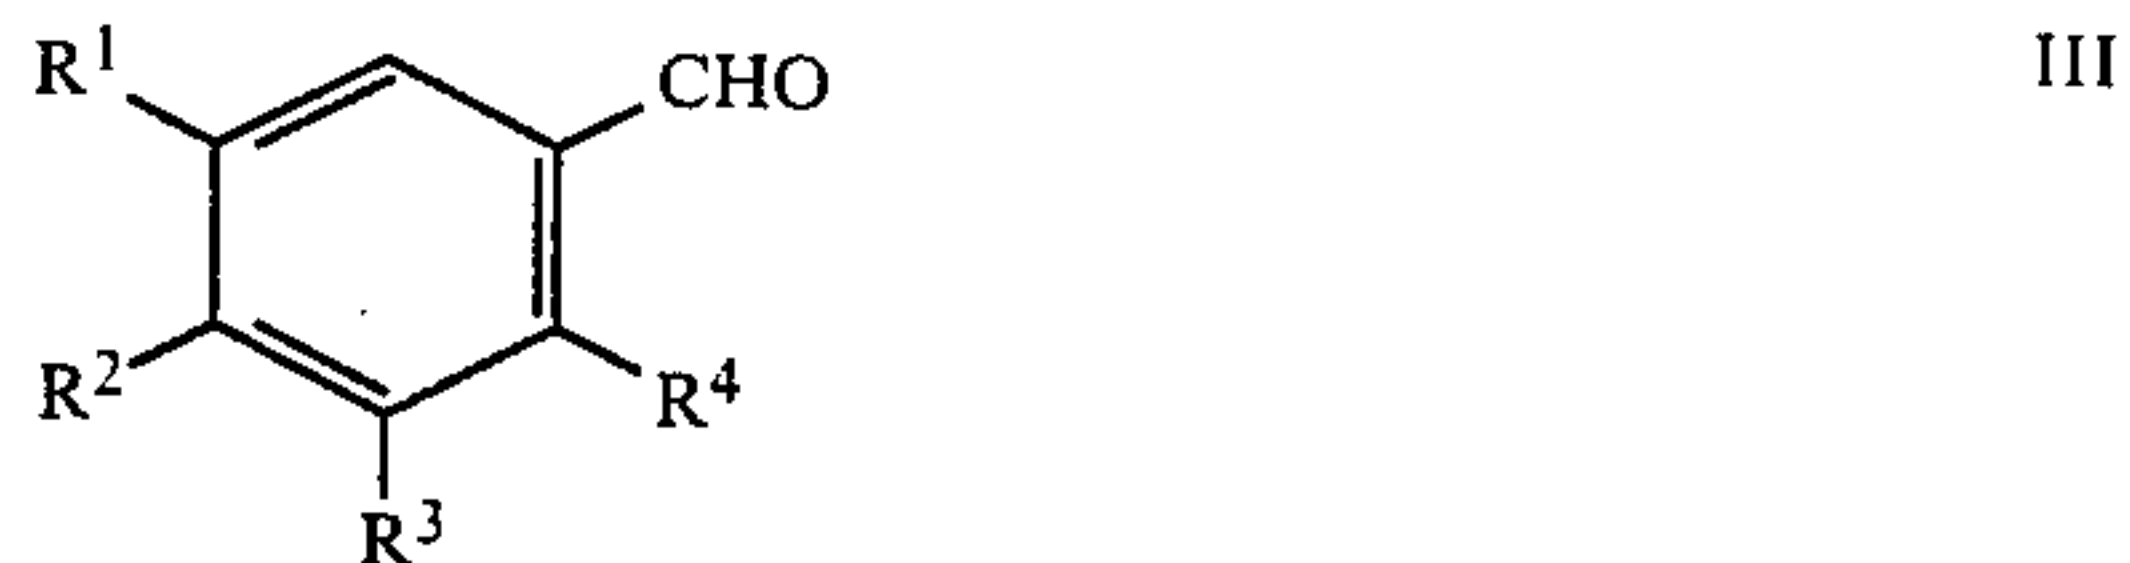 R¹ CHO III
R² R⁴
R³